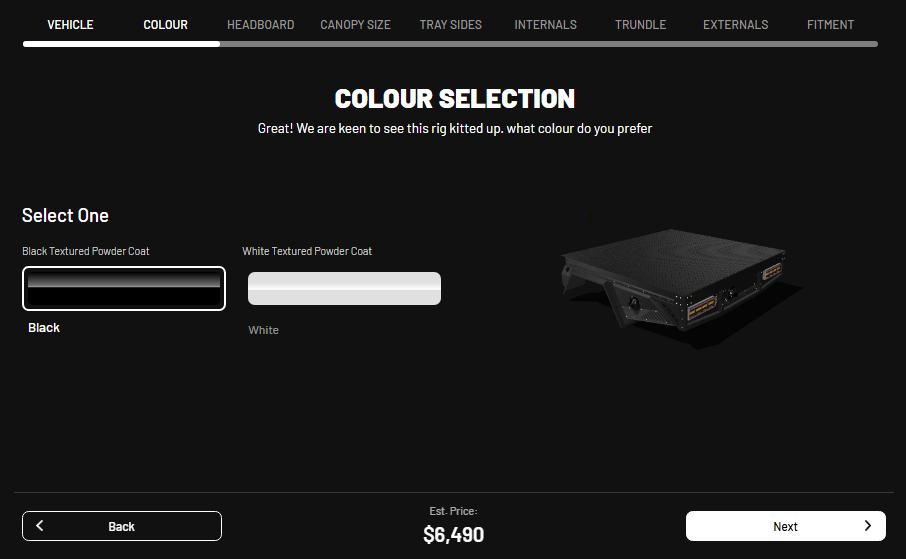 VEHICLE COLOUR HEADBOARD CANOPY SIZE TRAY SIDES INTERNALS TRUNDLE EXTERNALS FITMENT
COLOUR SELECTION
Great! We are keen to see this rig kitted up. what colour do you prefer
Select One
Black Textured Powder Coat
White Textured Powder Coat
Black
White
Back
Est. Price:
$6,490
Next